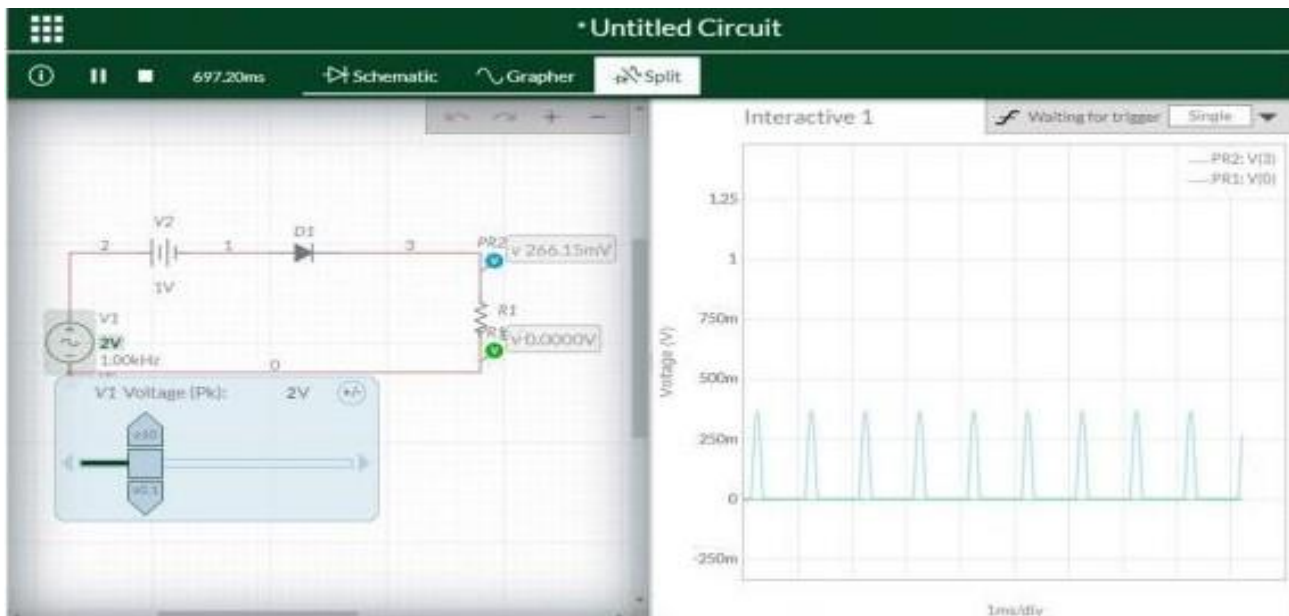 * Untitled Circuit
697.20ms
Schematic
Grapher
Split
Interactive 1
Waiting for trigger
Single
PR2: V(3)
PR1: V(0)
V2
2
1
D1
3
PR2
v 266.15mV
1V
R1
V1
2V
1.00kHz
0
v 0.0000V
V1 Voltage (Pk): 2V +/-
x10
Voltage (V)
1.25
1
750m
500m
250m
0
-250m
1ms/div